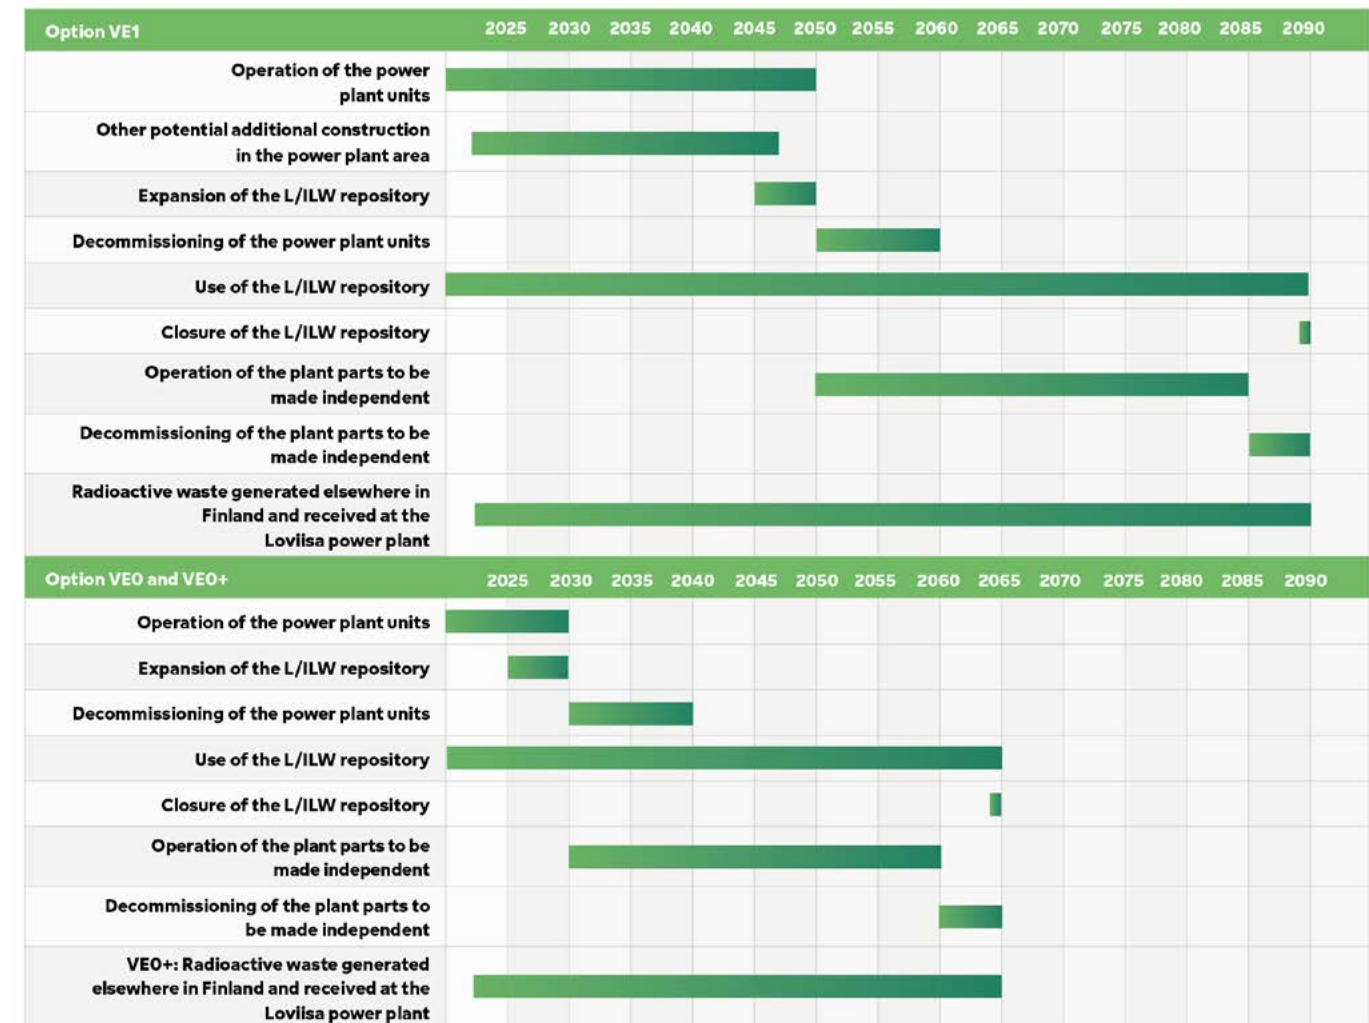 Option VE1 2025 2030 2035 2040 2045 2050 2055 2060 2065 2070 2075 2080 2085 2090
Operation of the power
plant units
Other potential additional construction
in the power plant area
Expansion of the L/ILW repository
Decommissioning of the power plant units
Use of the L/ILW repository
Closure of the L/ILW repository
Operation of the plant parts to be
made independent
Decommissioning of the plant parts to be
made independent
Radioactive waste generated elsewhere in
Finland and received at the
Loviisa power plant
Option VE0 and VE0+ 2025 2030 2035 2040 2045 2050 2055 2060 2065 2070 2075 2080 2085 2090
Operation of the power plant units
Expansion of the L/ILW repository
Decommissioning of the power plant units
Use of the L/ILW repository
Closure of the L/ILW repository
Operation of the plant parts to be
made independent
Decommissioning of the plant parts to
be made independent
VE0+: Radioactive waste generated
elsewhere in Finland and received at the
Loviisa power plant